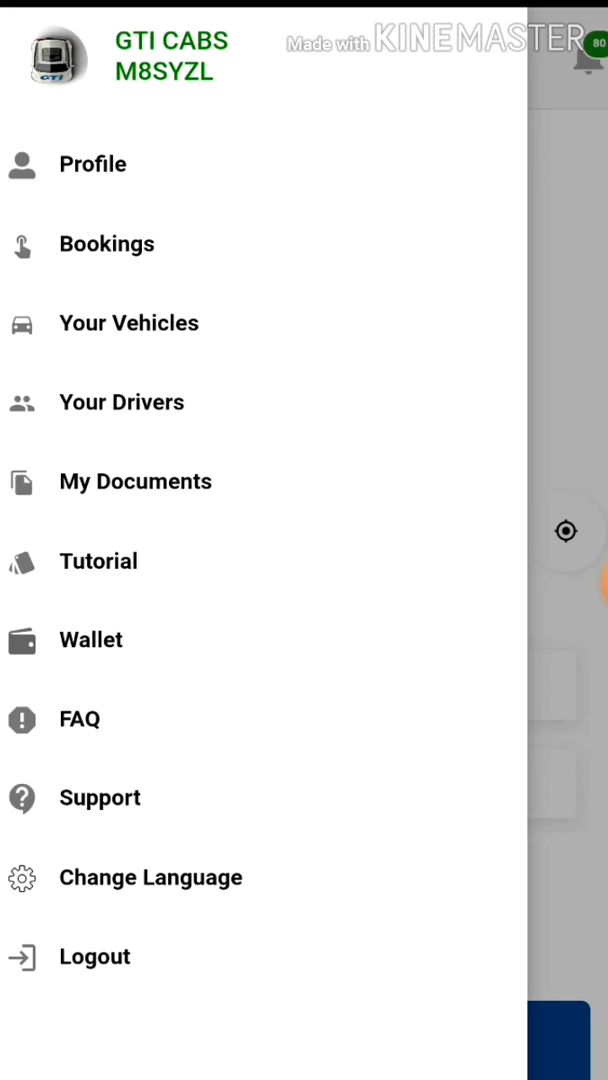 GTI CABS
M8SYZL
Made with KINEMASTER
80
GTI
Profile
Bookings
Your Vehicles
Your Drivers
My Documents
Tutorial
Wallet
FAQ
Support
Change Language
Logout